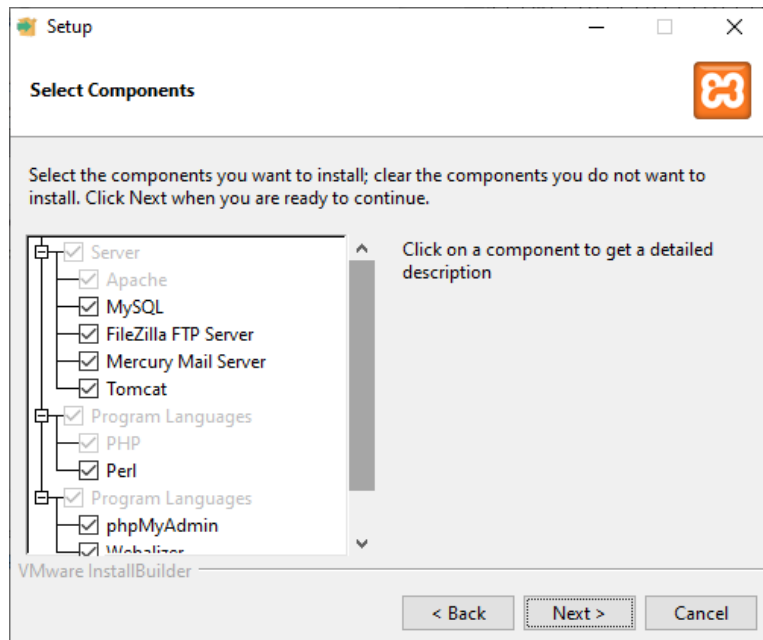 Setup
Select Components
Select the components you want to install; clear the components you do not want to
install. Click Next when you are ready to continue.
Server
Apache
MySQL
FileZilla FTP Server
Mercury Mail Server
Tomcat
Program Languages
PHP
Perl
Program Languages
phpMyAdmin
Webalizer
Click on a component to get a detailed
description
VMware InstallBuilder
< Back
Next >
Cancel